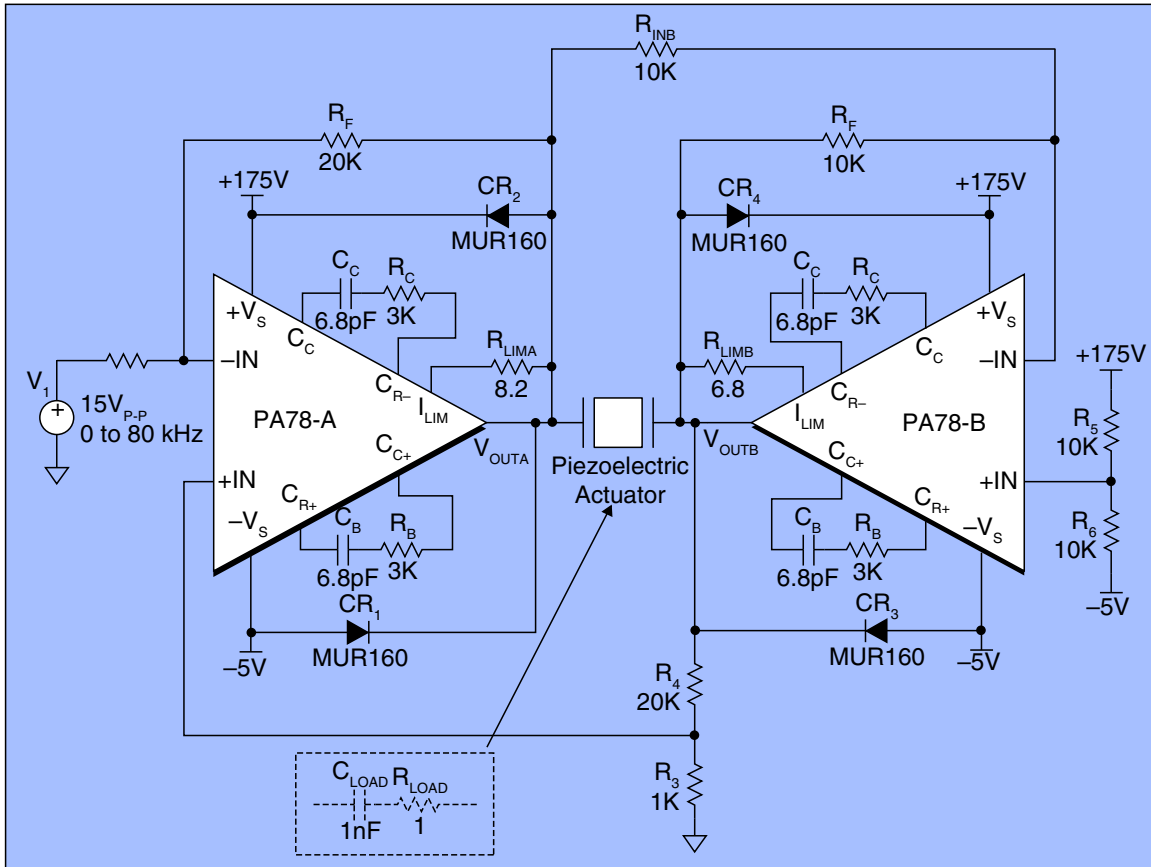 R_INB
10K
R_F
20K
R_F
10K
+175V
CR_2
MUR160
CR_4
MUR160
+175V
C_C
6.8pF
R_C
3K
C_C
6.8pF
R_C
3K
+V_S
C_C
–IN
C_R–
I_LIM
R_LIMA
8.2
R_LIMB
6.8
+V_S
C_C
–IN
C_R–
I_LIM
+175V
V_1
15V_P-P
0 to 80 kHz
PA78-A
V_OUTA
Piezoelectric
Actuator
V_OUTB
PA78-B
R_5
10K
+IN
–V_S
C_C+
C_R+
C_B
6.8pF
R_B
3K
C_C+
C_R+
C_B
6.8pF
R_B
3K
+IN
–V_S
R_6
10K
–5V
CR_1
MUR160
–5V
CR_3
MUR160
–5V
R_4
20K
R_3
1K
C_LOAD
1nF
R_LOAD
1